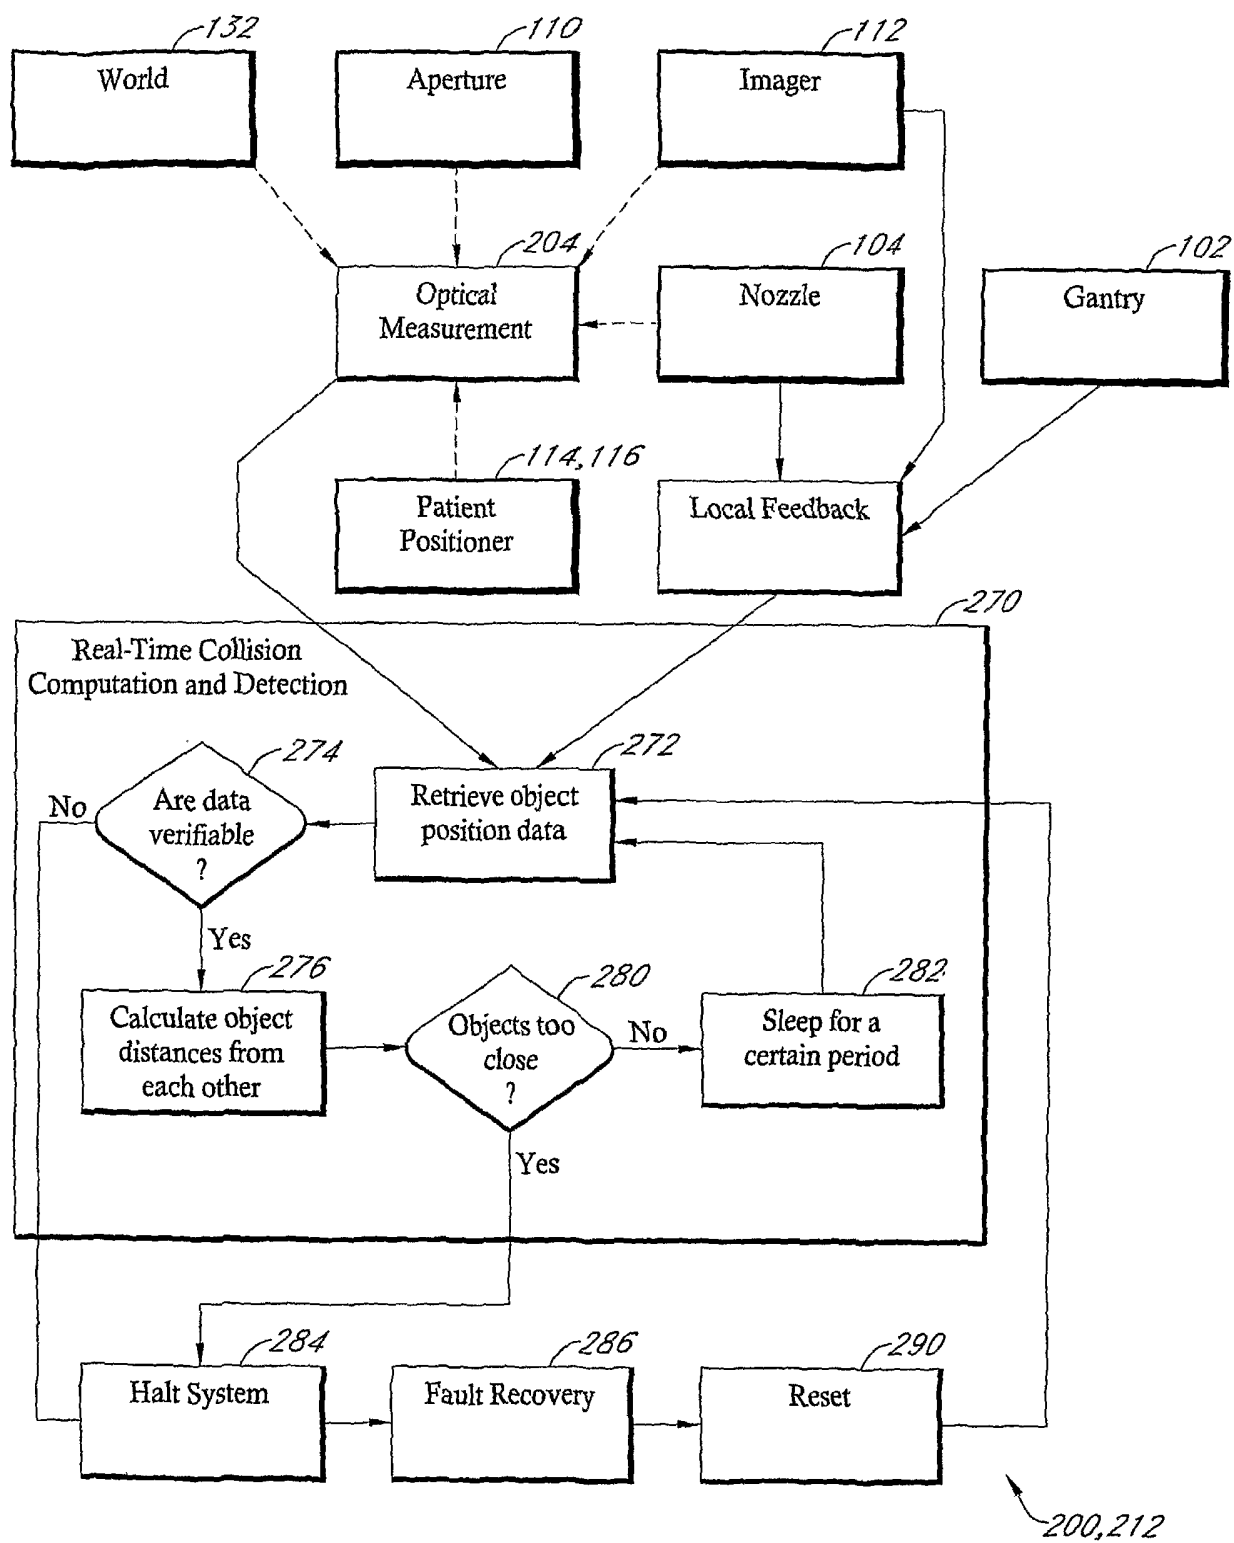 132
110
112
World
Aperture
Imager
204
104
102
Optical
Measurement
Nozzle
Gantry
114,116
Patient
Positioner
Local Feedback
270
Real-Time Collision
Computation and Detection
274
272
No
Are data
verifiable
?
Retrieve object
position data
Yes
276
280
282
Calculate object
distances from
each other
Objects too
close
?
No
Sleep for a
certain period
Yes
284
286
290
Halt System
Fault Recovery
Reset
200,212